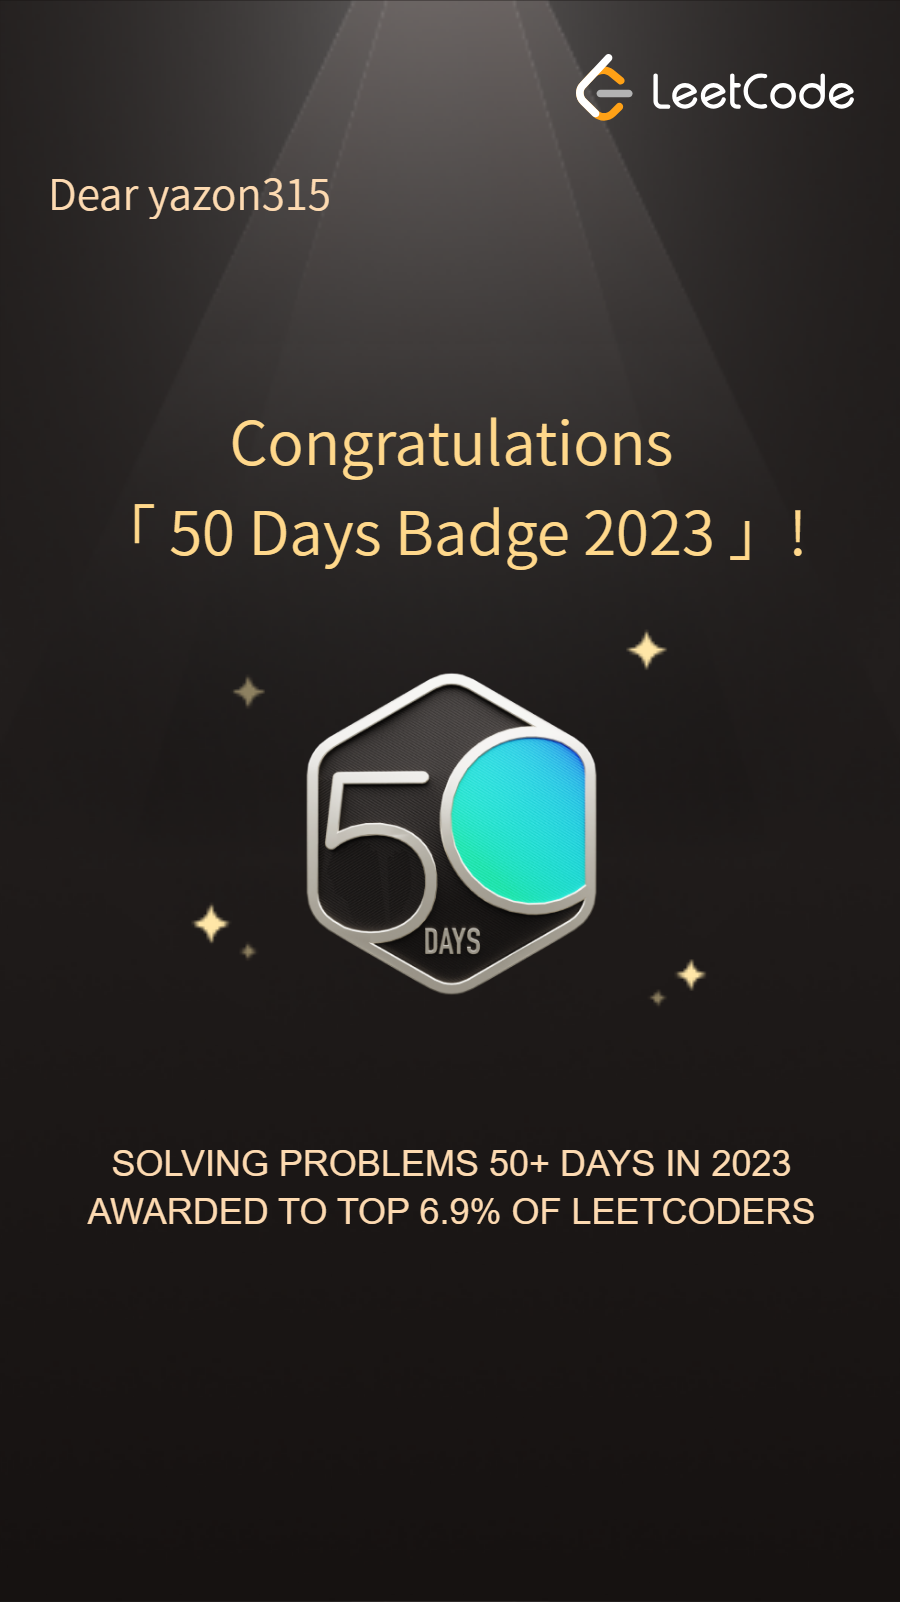 LeetCode
Dear yazon315
Congratulations
「 50 Days Badge 2023 」 !
50
DAYS
SOLVING PROBLEMS 50+ DAYS IN 2023
AWARDED TO TOP 6.9% OF LEETCODERS